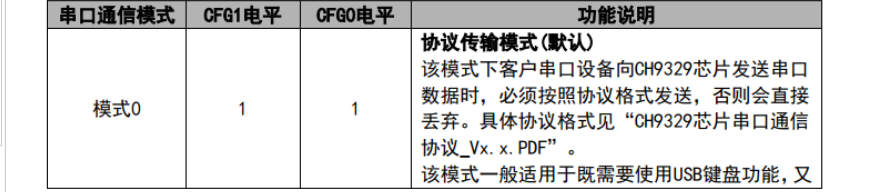 串口通信模式 CFG1电平 CFG0电平 功能说明
协议传输模式(默认)
该模式下客户串口设备向CH9329芯片发送串口
数据时，必须按照协议格式发送，否则会直接
模式0 1 1
丢弃。具体协议格式见“CH9329芯片串口通信
协议_Vx.x.PDF”。
该模式一般适用于既需要使用USB键盘功能，又